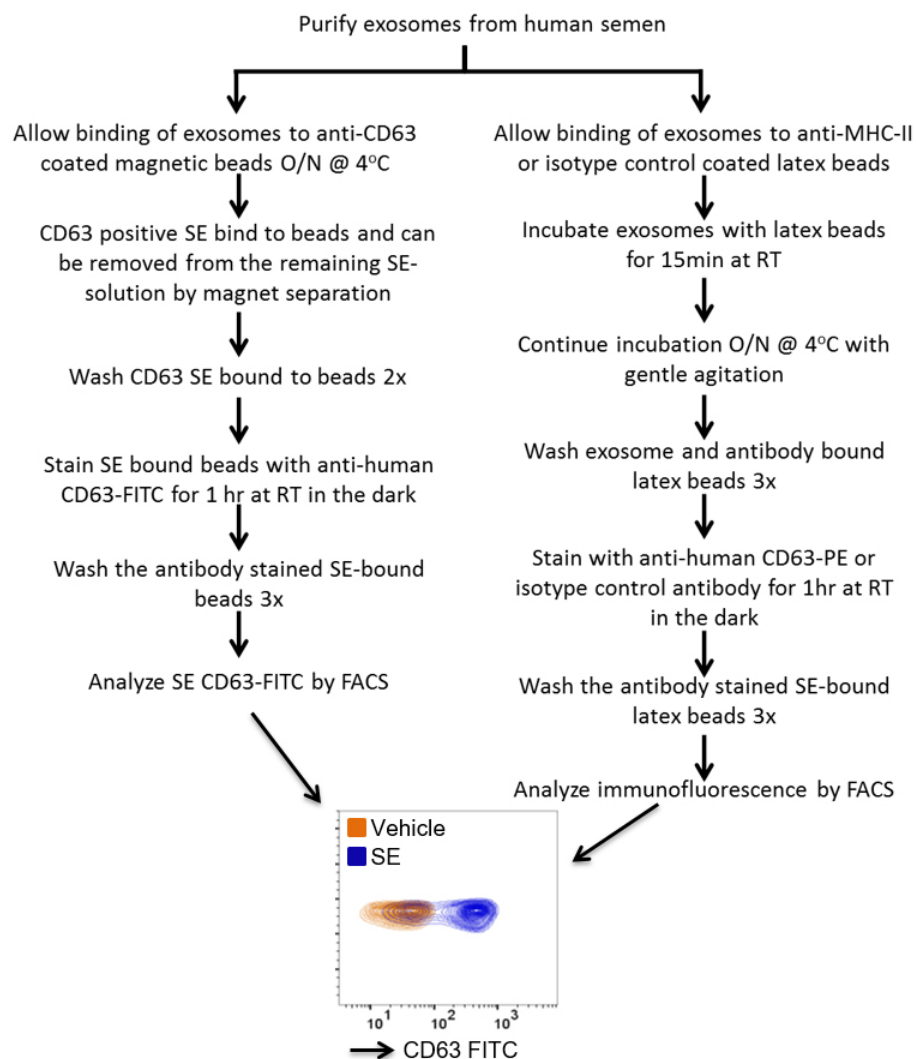 Purify exosomes from human semen
Allow binding of exosomes to anti-CD63
coated magnetic beads O/N @ 4°C
CD63 positive SE bind to beads and can
be removed from the remaining SE-
solution by magnet separation
Wash CD63 SE bound to beads 2x
Stain SE bound beads with anti-human
CD63-FITC for 1 hr at RT in the dark
Wash the antibody stained SE-bound
beads 3x
Analyze SE CD63-FITC by FACS
Allow binding of exosomes to anti-MHC-II
or isotype control coated latex beads
Incubate exosomes with latex beads
for 15min at RT
Continue incubation O/N @ 4°C with
gentle agitation
Wash exosome and antibody bound
latex beads 3x
Stain with anti-human CD63-PE or
isotype control antibody for 1hr at RT
in the dark
Wash the antibody stained SE-bound
latex beads 3x
Analyze immunofluorescence by FACS
Vehicle
SE
10¹ 10² 10³
CD63 FITC